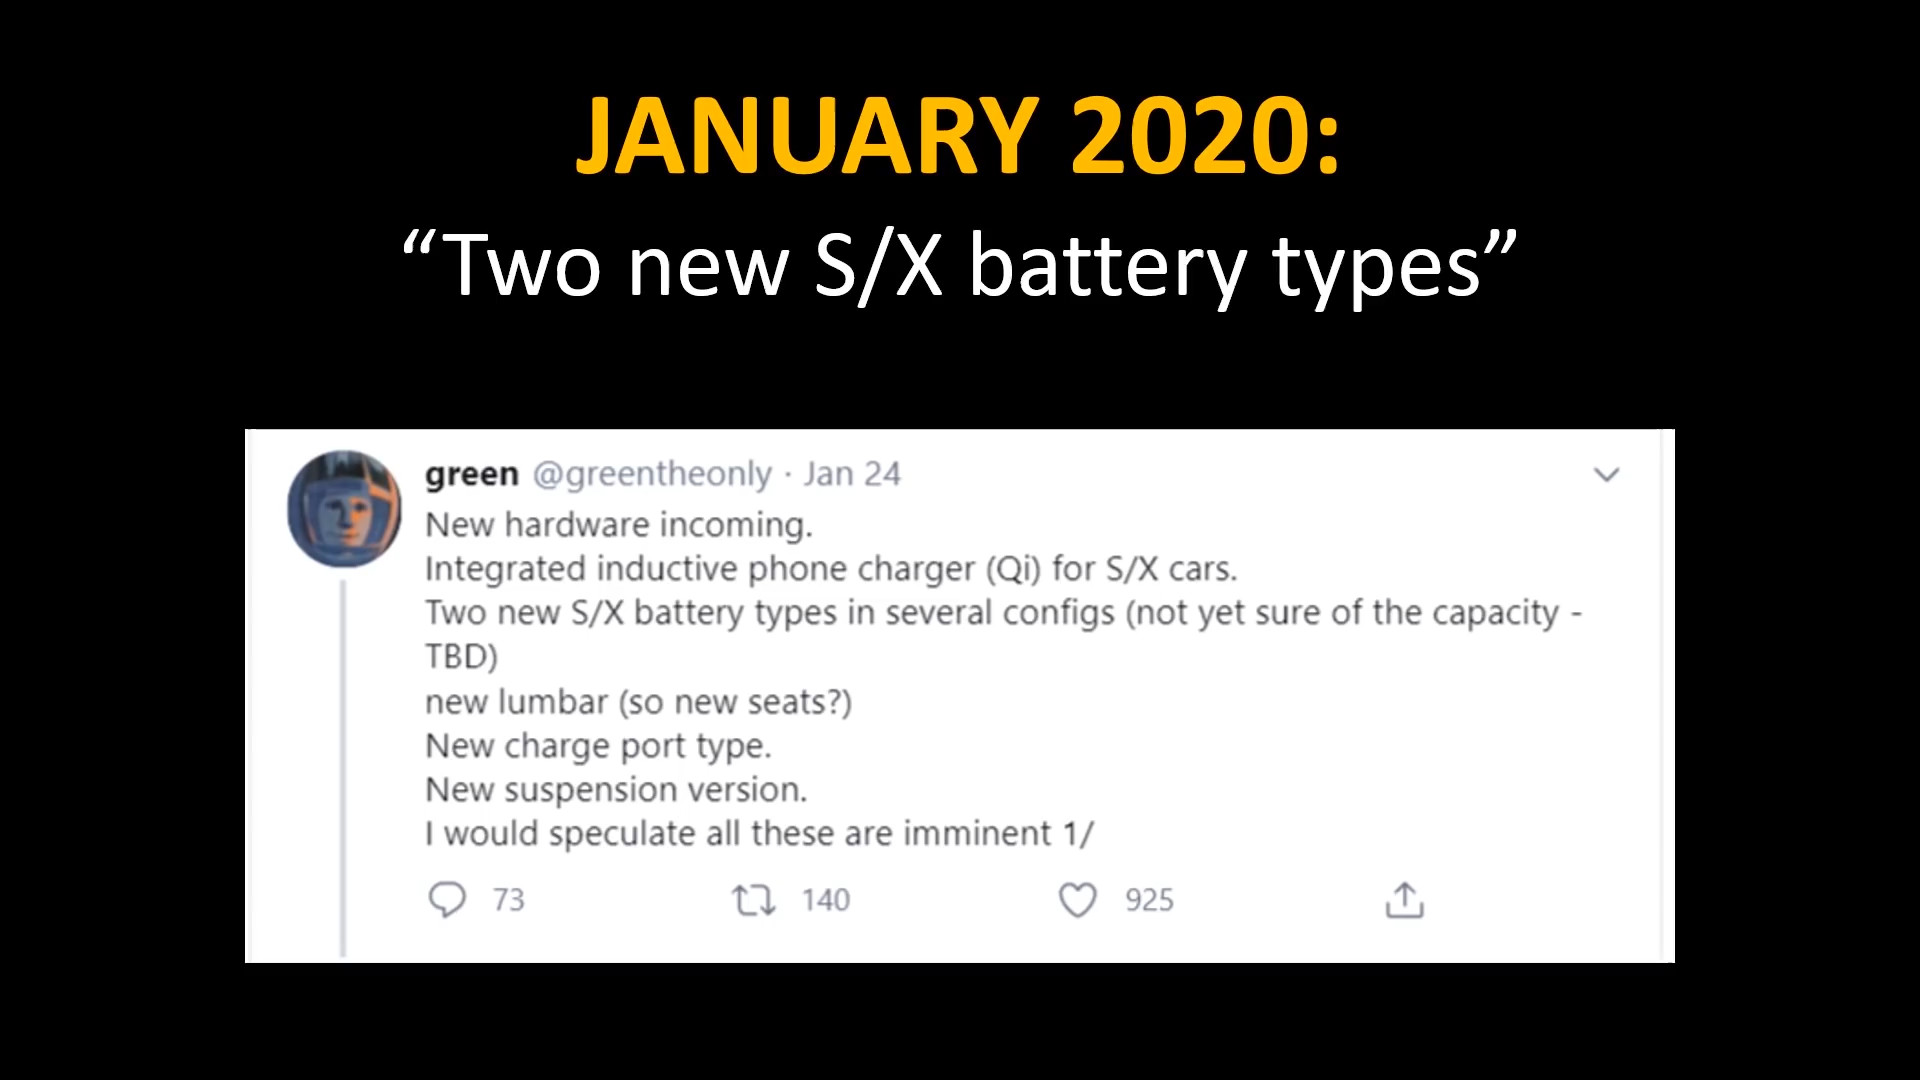 JANUARY 2020:
“Two new S/X battery types”
green @greentheonly · Jan 24
New hardware incoming.
Integrated inductive phone charger (Qi) for S/X cars.
Two new S/X battery types in several configs (not yet sure of the capacity -
TBD)
new lumbar (so new seats?)
New charge port type.
New suspension version.
I would speculate all these are imminent 1/
73 140 925